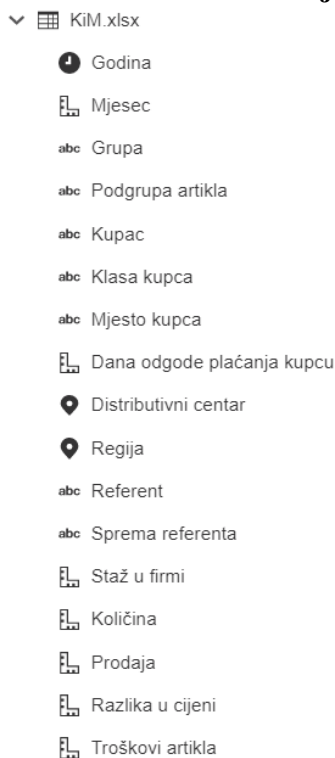 KiM.xlsx
Godina
Mjesec
abc Grupa
abc Podgrupa artikla
abc Kupac
abc Klasa kupca
abc Mjesto kupca
Dana odgode plaćanja kupcu
Distributivni centar
Regija
abc Referent
abc Sprema referenta
Staž u firmi
Količina
Prodaja
Razlika u cijeni
Troškovi artikla